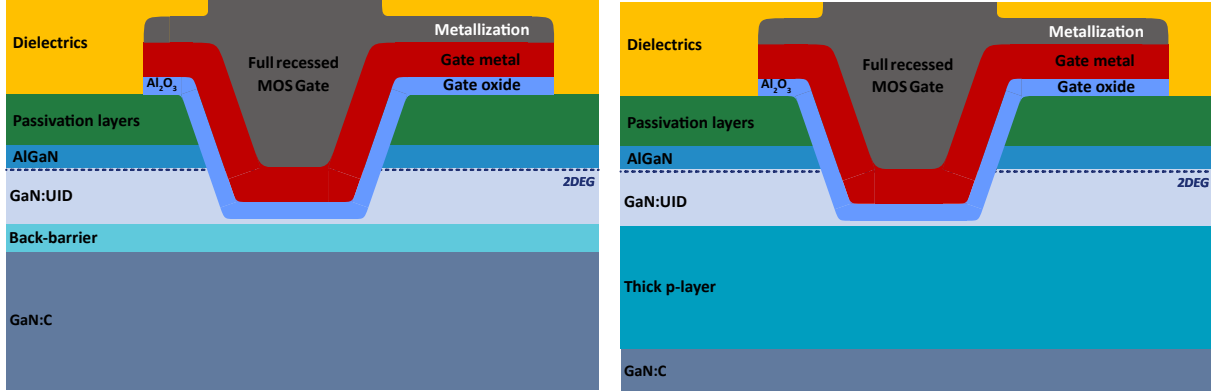 Metallization
Dielectrics
Gate metal
Full recessed
MOS Gate
Al₂O₃
Gate oxide
Passivation layers
AlGaN
2DEG
GaN:UID
Back-barrier
GaN:C
Metallization
Dielectrics
Gate metal
Full recessed
MOS Gate
Al₂O₃
Gate oxide
Passivation layers
AlGaN
2DEG
GaN:UID
Thick p-layer
GaN:C